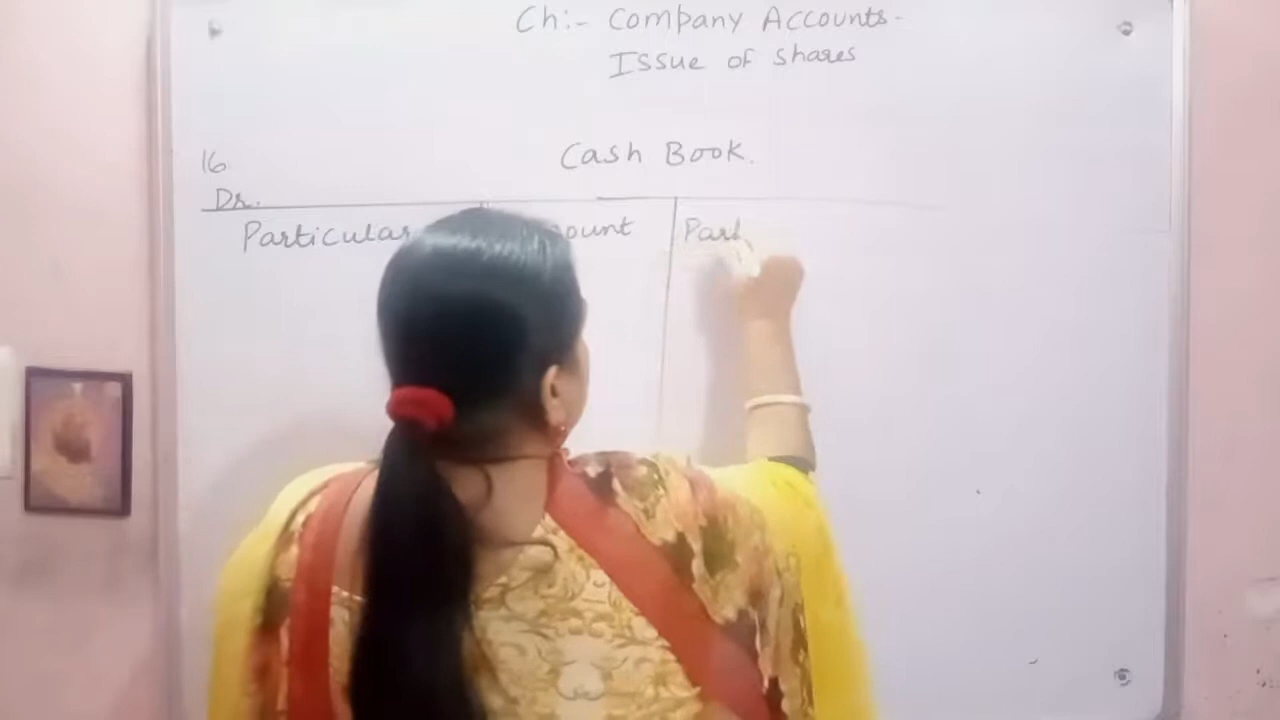 Ch:- Company Accounts-
Issue of shares
16
Cash Book.
Dr.
Particular ount Part